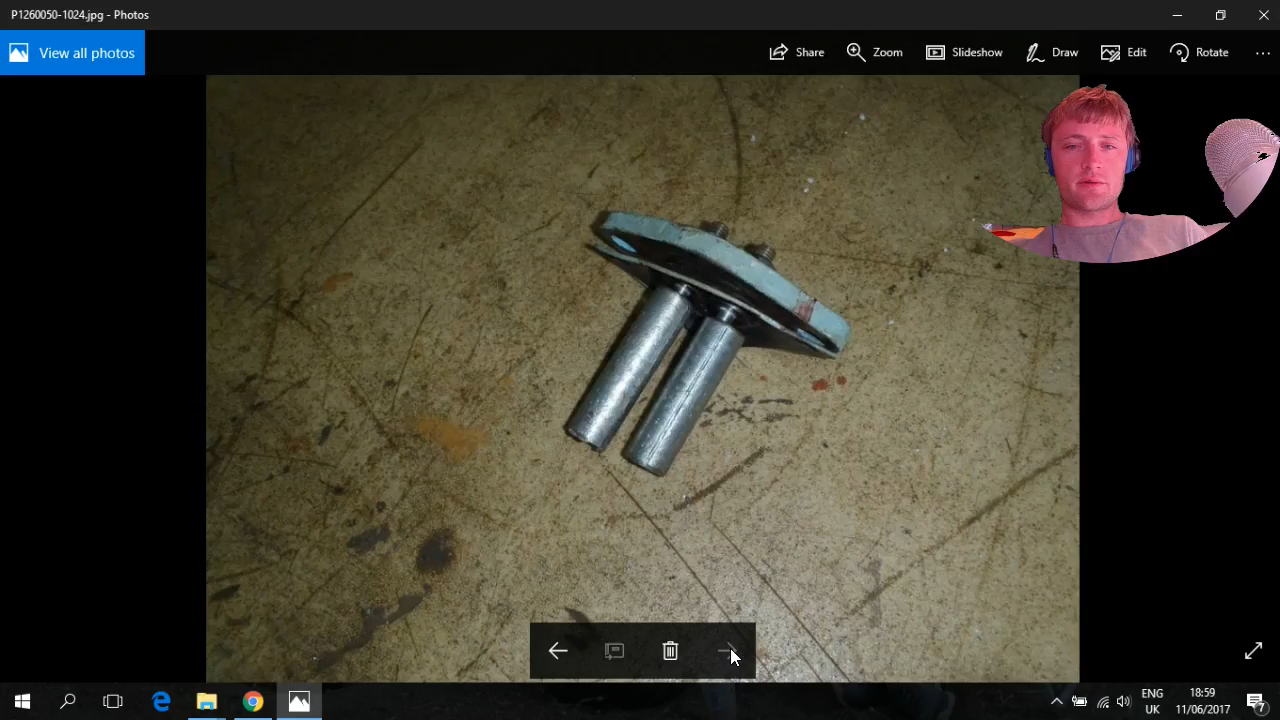 P1260050-1024.jpg - Photos
View all photos
Share
Zoom
Slideshow
Draw
Edit
Rotate
ENG
UK
18:59
11/06/2017
7